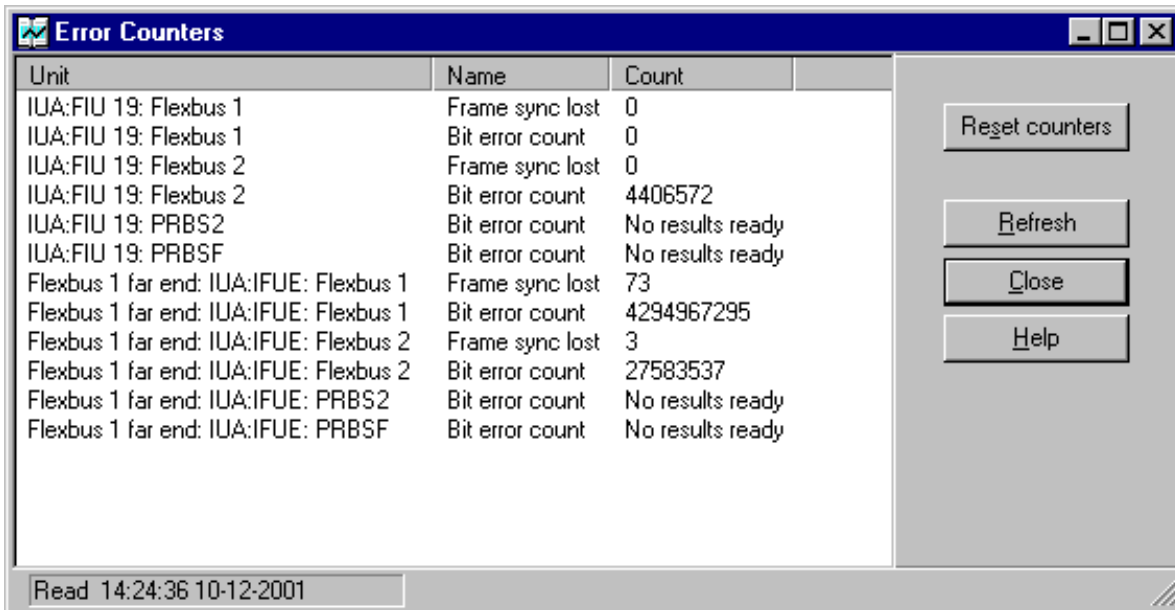 Error Counters
Unit Name Count
IUA:FIU 19: Flexbus 1 Frame sync lost 0
IUA:FIU 19: Flexbus 1 Bit error count 0
IUA:FIU 19: Flexbus 2 Frame sync lost 0
IUA:FIU 19: Flexbus 2 Bit error count 4406572
IUA:FIU 19: PRBS2 Bit error count No results ready
IUA:FIU 19: PRBSF Bit error count No results ready
Flexbus 1 far end: IUA:IFUE: Flexbus 1 Frame sync lost 73
Flexbus 1 far end: IUA:IFUE: Flexbus 1 Bit error count 4294967295
Flexbus 1 far end: IUA:IFUE: Flexbus 2 Frame sync lost 3
Flexbus 1 far end: IUA:IFUE: Flexbus 2 Bit error count 27583537
Flexbus 1 far end: IUA:IFUE: PRBS2 Bit error count No results ready
Flexbus 1 far end: IUA:IFUE: PRBSF Bit error count No results ready
Reset counters
Refresh
Close
Help
Read 14:24:36 10-12-2001